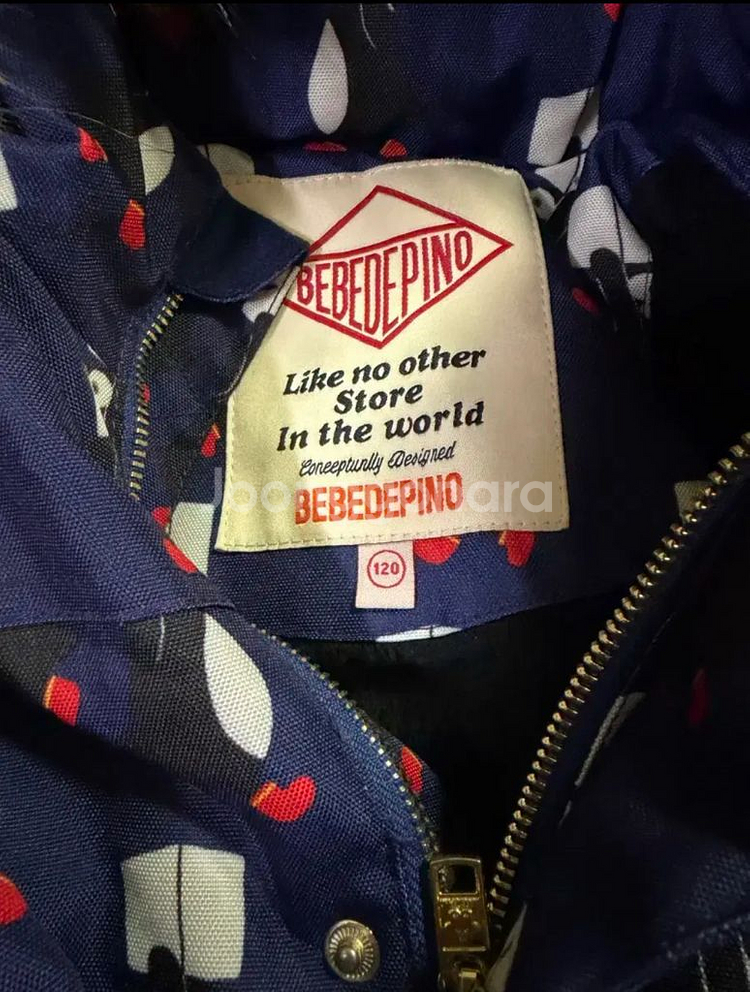 BEBEDEPINO
Like no other
Store
In the world
Conceptunlly Designed
BEBEDEPINO
120